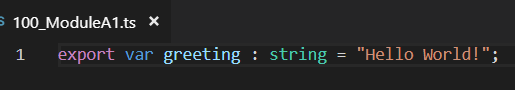 100_ModuleA1.ts ×
1 export var greeting : string = "Hello World!";